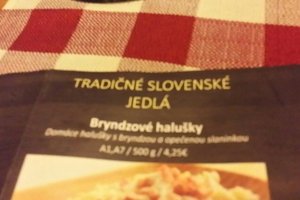 TRADIČNÉ SLOVENSKÉ
JEDLÁ
Bryndzové halušky
Domáce halušky s bryndzou a opečenou slaninkou
A1,A7 / 500 g / 4,25€